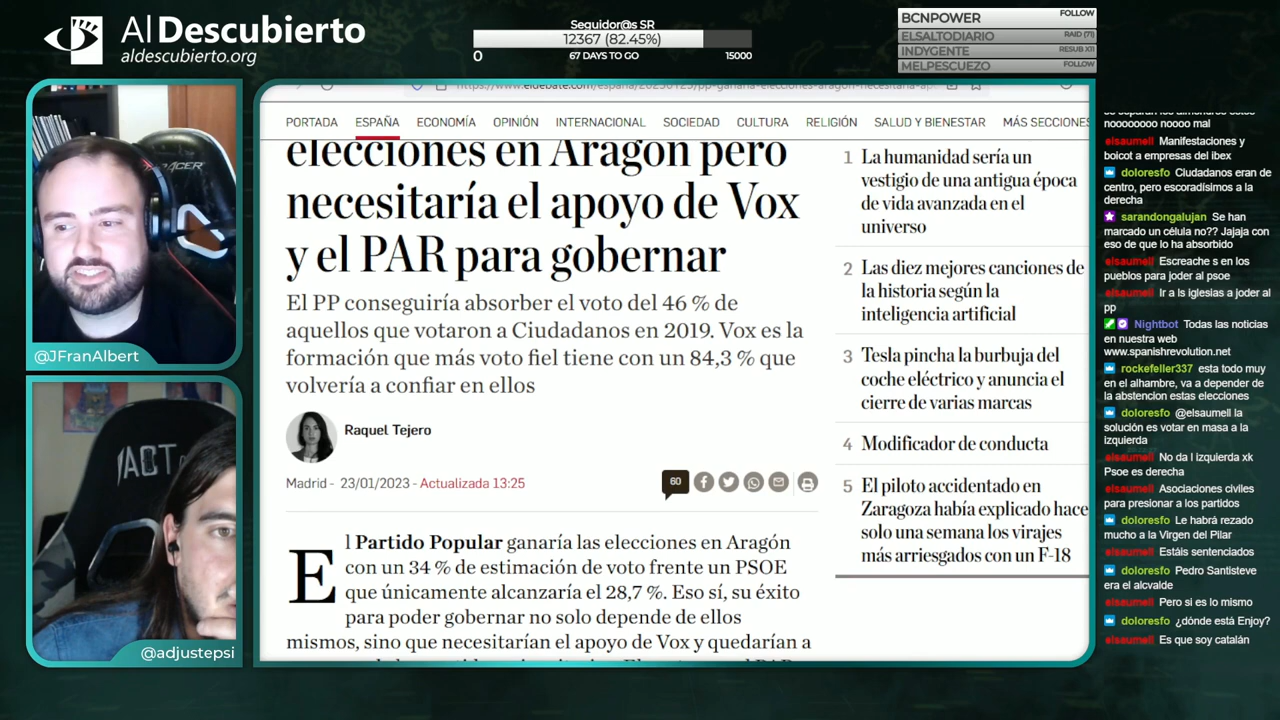 Al Descubierto
aldescubierto.org
Seguidor@s SR
12367 (82.45%)
0
67 DAYS TO GO
15000
BCNPOWER FOLLOW
ELSALTODIARIO RAID (71)
INDYGENTE RESUB X11
MELPESCUEZO FOLLOW
@JFranAlbert
@adjustepsi
PORTADA ESPAÑA ECONOMÍA OPINIÓN INTERNACIONAL SOCIEDAD CULTURA RELIGIÓN SALUD Y BIENESTAR MÁS SECCIONES
elecciones en Aragón pero
necesitaría el apoyo de Vox
y el PAR para gobernar
El PP conseguiría absorber el voto del 46 % de
aquellos que votaron a Ciudadanos en 2019. Vox es la
formación que más voto fiel tiene con un 84,3 % que
volvería a confiar en ellos
Raquel Tejero
Madrid - 23/01/2023 - Actualizada 13:25
60
El Partido Popular ganaría las elecciones en Aragón
con un 34 % de estimación de voto frente un PSOE
que únicamente alcanzaría el 28,7 %. Eso sí, su éxito
para poder gobernar no solo depende de ellos
mismos, sino que necesitarían el apoyo de Vox y quedarían a
1 La humanidad sería un
vestigio de una antigua época
de vida avanzada en el
universo
2 Las diez mejores canciones de
la historia según la
inteligencia artificial
3 Tesla pincha la burbuja del
coche eléctrico y anuncia el
cierre de varias marcas
4 Modificador de conducta
5 El piloto accidentado en
Zaragoza había explicado hace
solo una semana los virajes
más arriesgados con un F-18
nooooooo noooo mal
elsaumell Manifestaciones y
boicot a empresas del ibex
doloresfo Ciudadanos eran de
centro, pero escoradísimos a la
derecha
sarandongalujan Se han
marcado un célula no?? Jajaja con
eso de que lo ha absorbido
elsaumell Escreache s en los
pueblos para joder al psoe
elsaumell Ir a ls iglesias a joder al
pp
Nightbot Todas las noticias
en nuestra web
www.spanishrevolution.net
rockefeller337 esta todo muy
en el alhambre, va a depender de
la abstencion estas elecciones
doloresfo @elsaumell la
solución es votar en masa a la
izquierda
elsaumell No da l izquierda xk
Psoe es derecha
elsaumell Asociaciones civiles
para presionar a los partidos
doloresfo Le habrá rezado
mucho a la Virgen del Pilar
elsaumell Estáis sentenciados
doloresfo Pedro Santisteve
era el alcvalde
elsaumell Pero si es lo mismo
doloresfo ¿dónde está Enjoy?
elsaumell Es que soy catalán